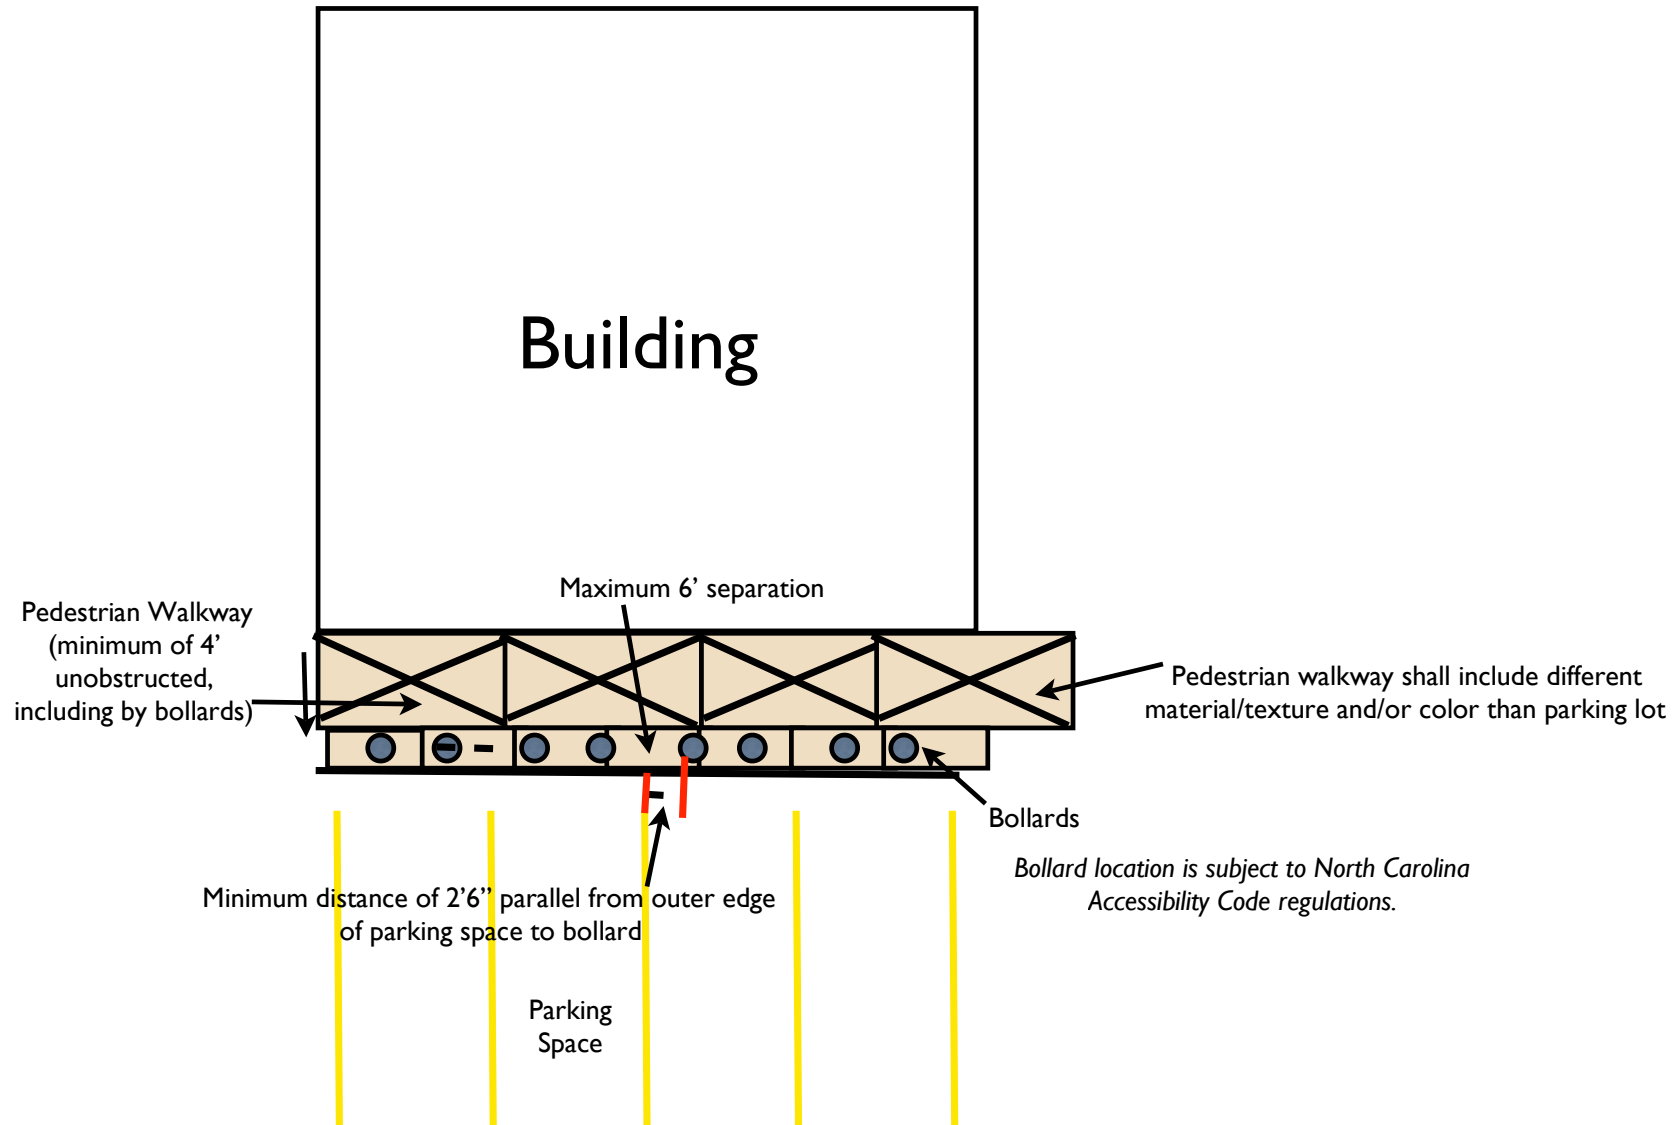 Building
Maximum 6’ separation
Pedestrian Walkway
(minimum of 4’
unobstructed,
including by bollards)
Pedestrian walkway shall include different
material/texture and/or color than parking lot
Bollards
Bollard location is subject to North Carolina
Accessibility Code regulations.
Minimum distance of 2’6” parallel from outer edge
of parking space to bollard
Parking
Space